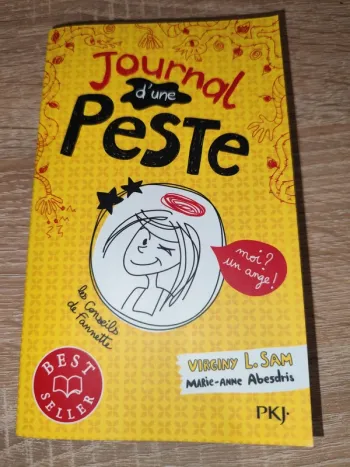 Journal
d'une
PESTE
moi?
un ange!
les Conseils
de Fannette
VIRGINY L. SAM
MARIE-ANNE Abesdris
BEST
SELLER
PKJ.